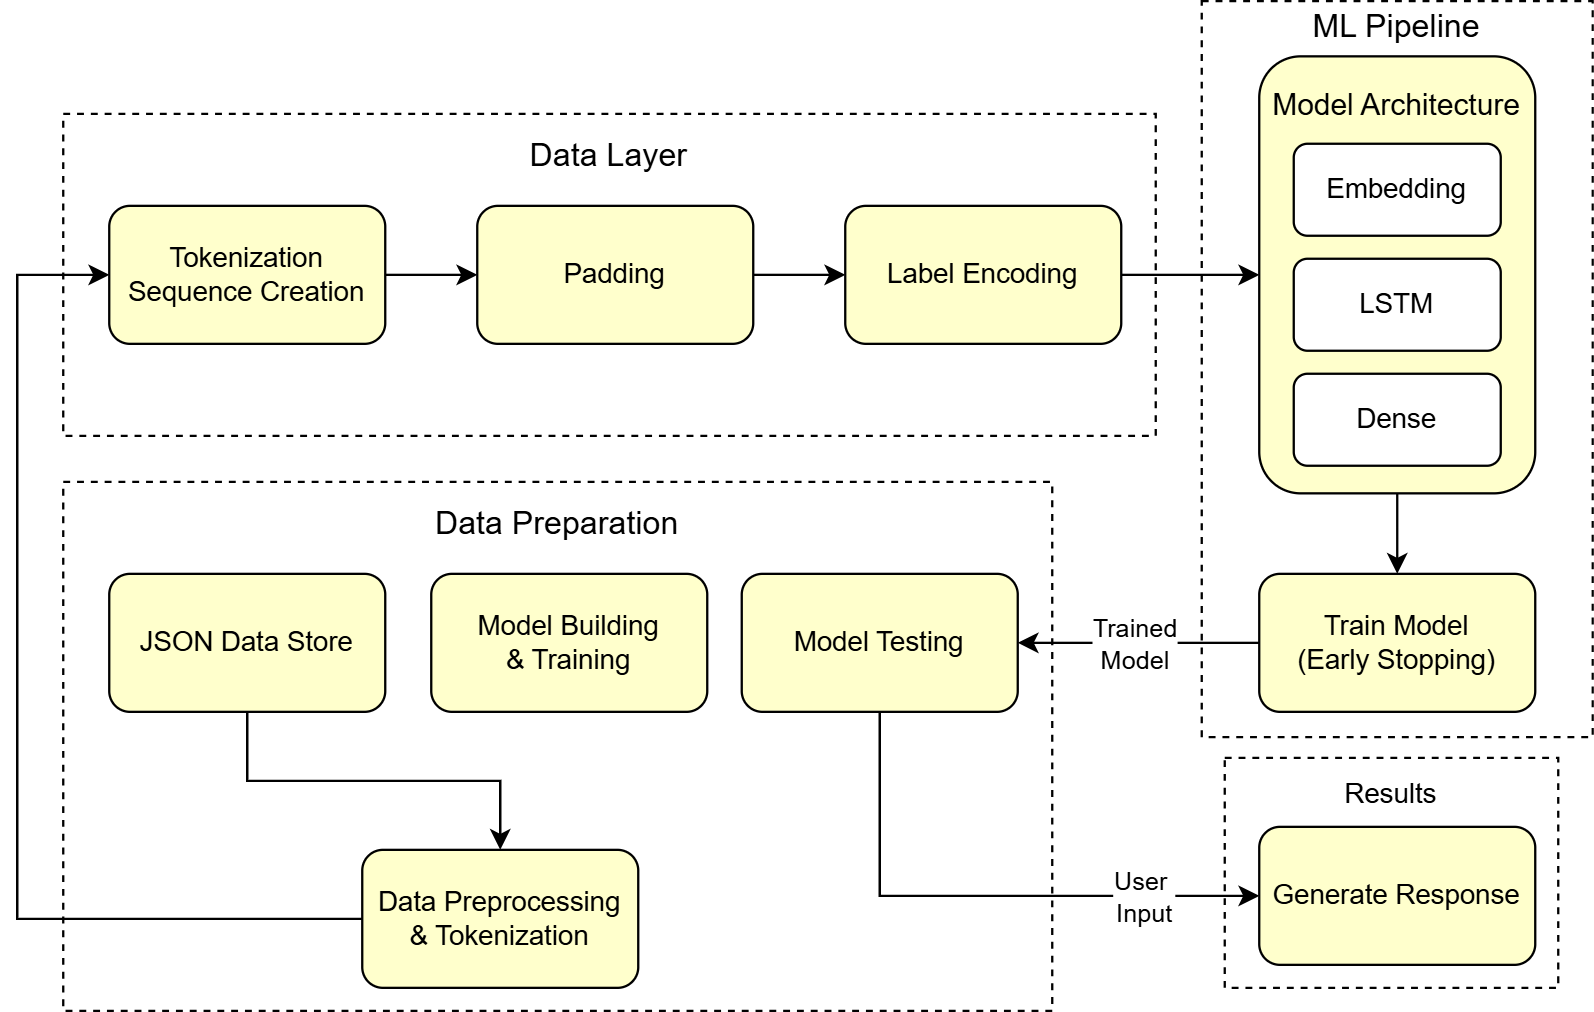 ML Pipeline
Model Architecture
Embedding
LSTM
Dense
Data Layer
Tokenization
Sequence Creation
Padding
Label Encoding
Data Preparation
JSON Data Store
Model Building
& Training
Model Testing
Trained
Model
Train Model
(Early Stopping)
Data Preprocessing
& Tokenization
User
Input
Results
Generate Response